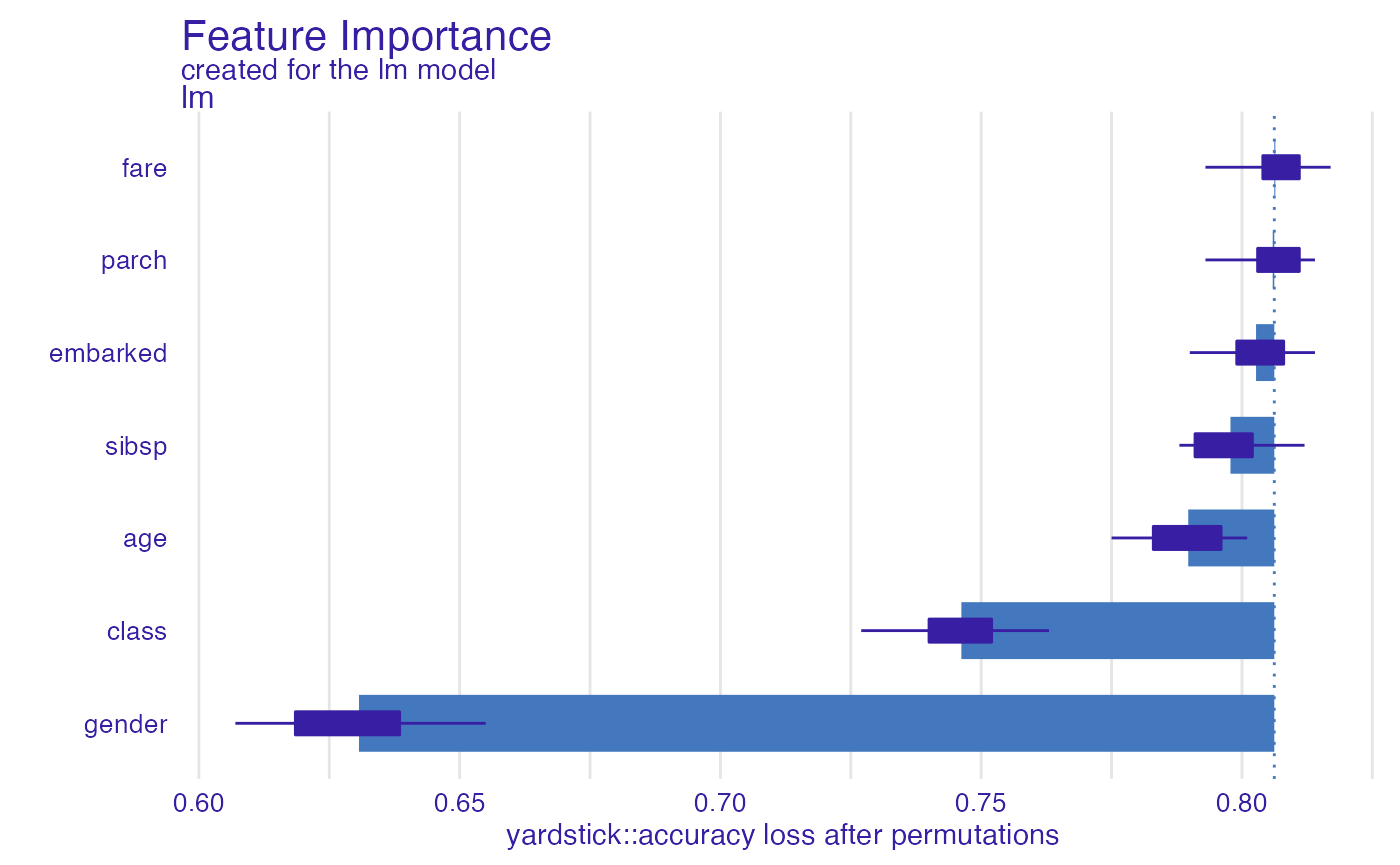 Feature Importance
created for the lm model
lm
fare
parch
embarked
sibsp
age
class
gender
0.60 0.65 0.70 0.75 0.80
yardstick::accuracy loss after permutations